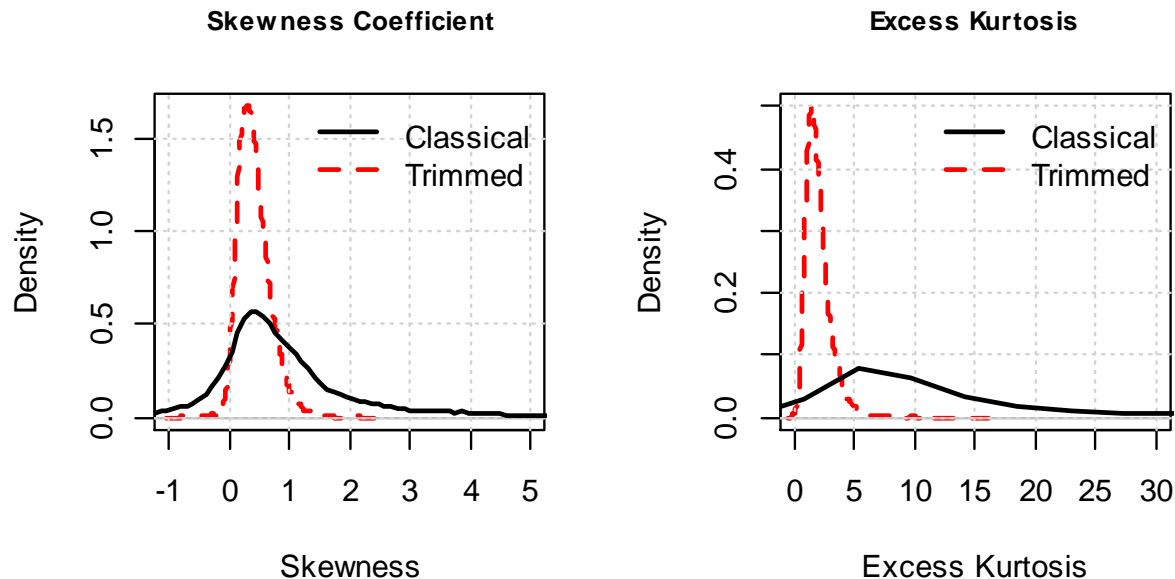 Skewness Coefficient
Density
0.0 0.5 1.0 1.5
Classical
Trimmed
-1 0 1 2 3 4 5
Skewness
Excess Kurtosis
Density
0.0 0.2 0.4
Classical
Trimmed
0 5 10 15 20 25 30
Excess Kurtosis